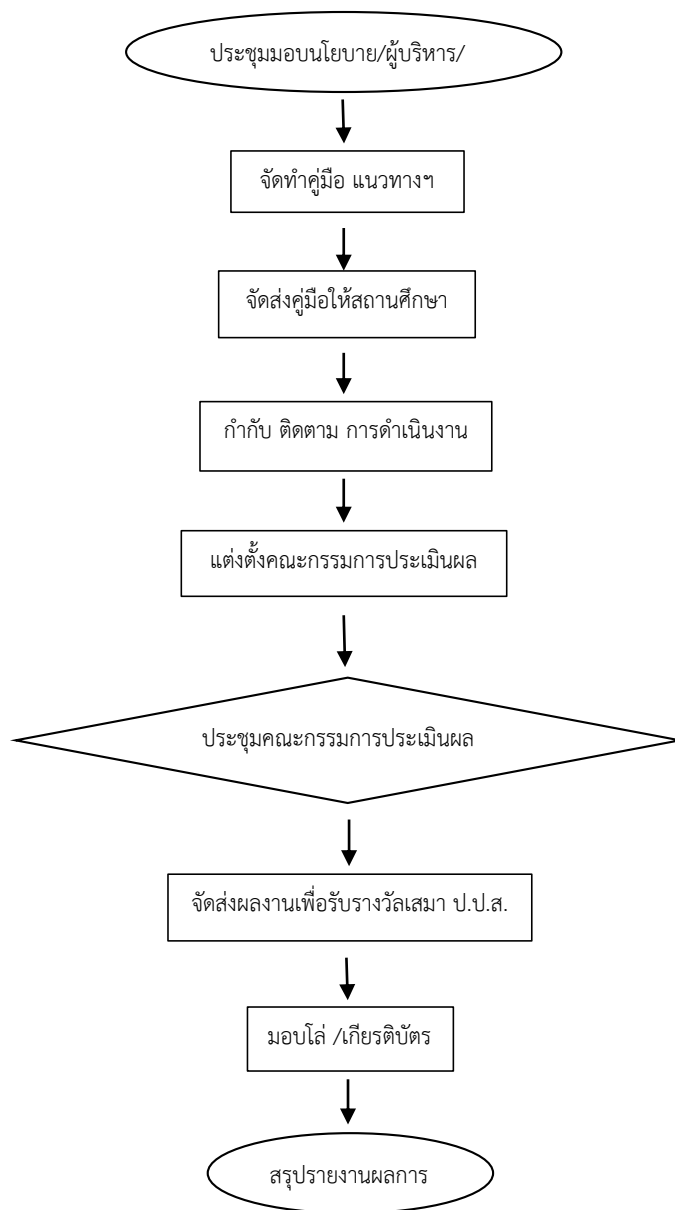 ประชุมมอบนโยบาย/ผู้บริหาร/
จัดทำคู่มือ แนวทางฯ
จัดส่งคู่มือให้สถานศึกษา
กำกับ ติดตาม การดำเนินงาน
แต่งตั้งคณะกรรมการประเมินผล
ประชุมคณะกรรมการประเมินผล
จัดส่งผลงานเพื่อรับรางวัลเสมา ป.ป.ส.
มอบโล่ /เกียรติบัตร
สรุปรายงานผลการ